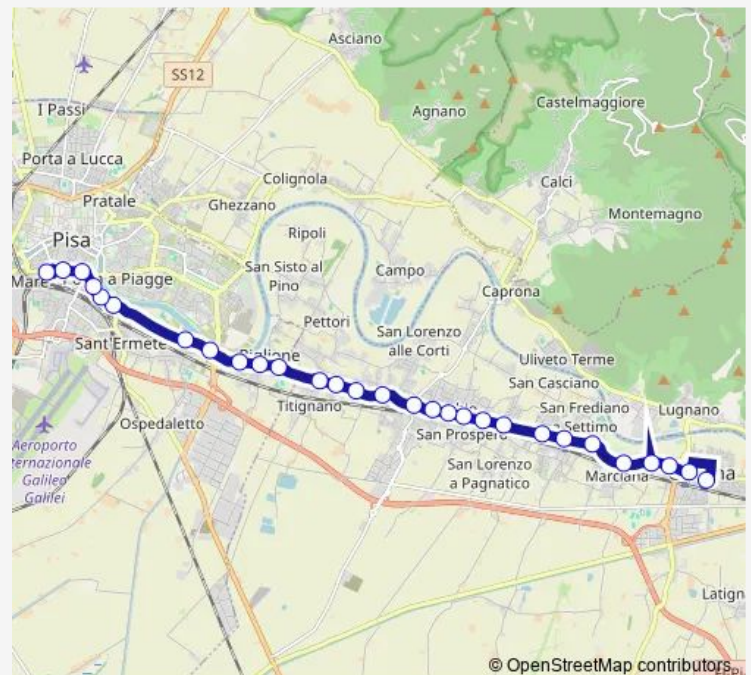 Asciano
SS12
I Passi
Agnano
Castelmaggiore
Porta a Lucca
Colignola
Calci
Pratale
Ghezzano
Montemagno
Ripoli
Pisa
San Sisto al
Pino
Campo
a Piagge
Caprona
Pettori
San Lorenzo
alle Corti
Sant'Ermete
Uliveto Terme
San Casciano
Titignano
San Frediano
Settimo
Lugnano
Ospedaletto
San Prospero
Aeroporto
Galileo
Galilei
San Lorenzo
a Pagnatico
Marciana
Latign
© OpenStreetMap contributors